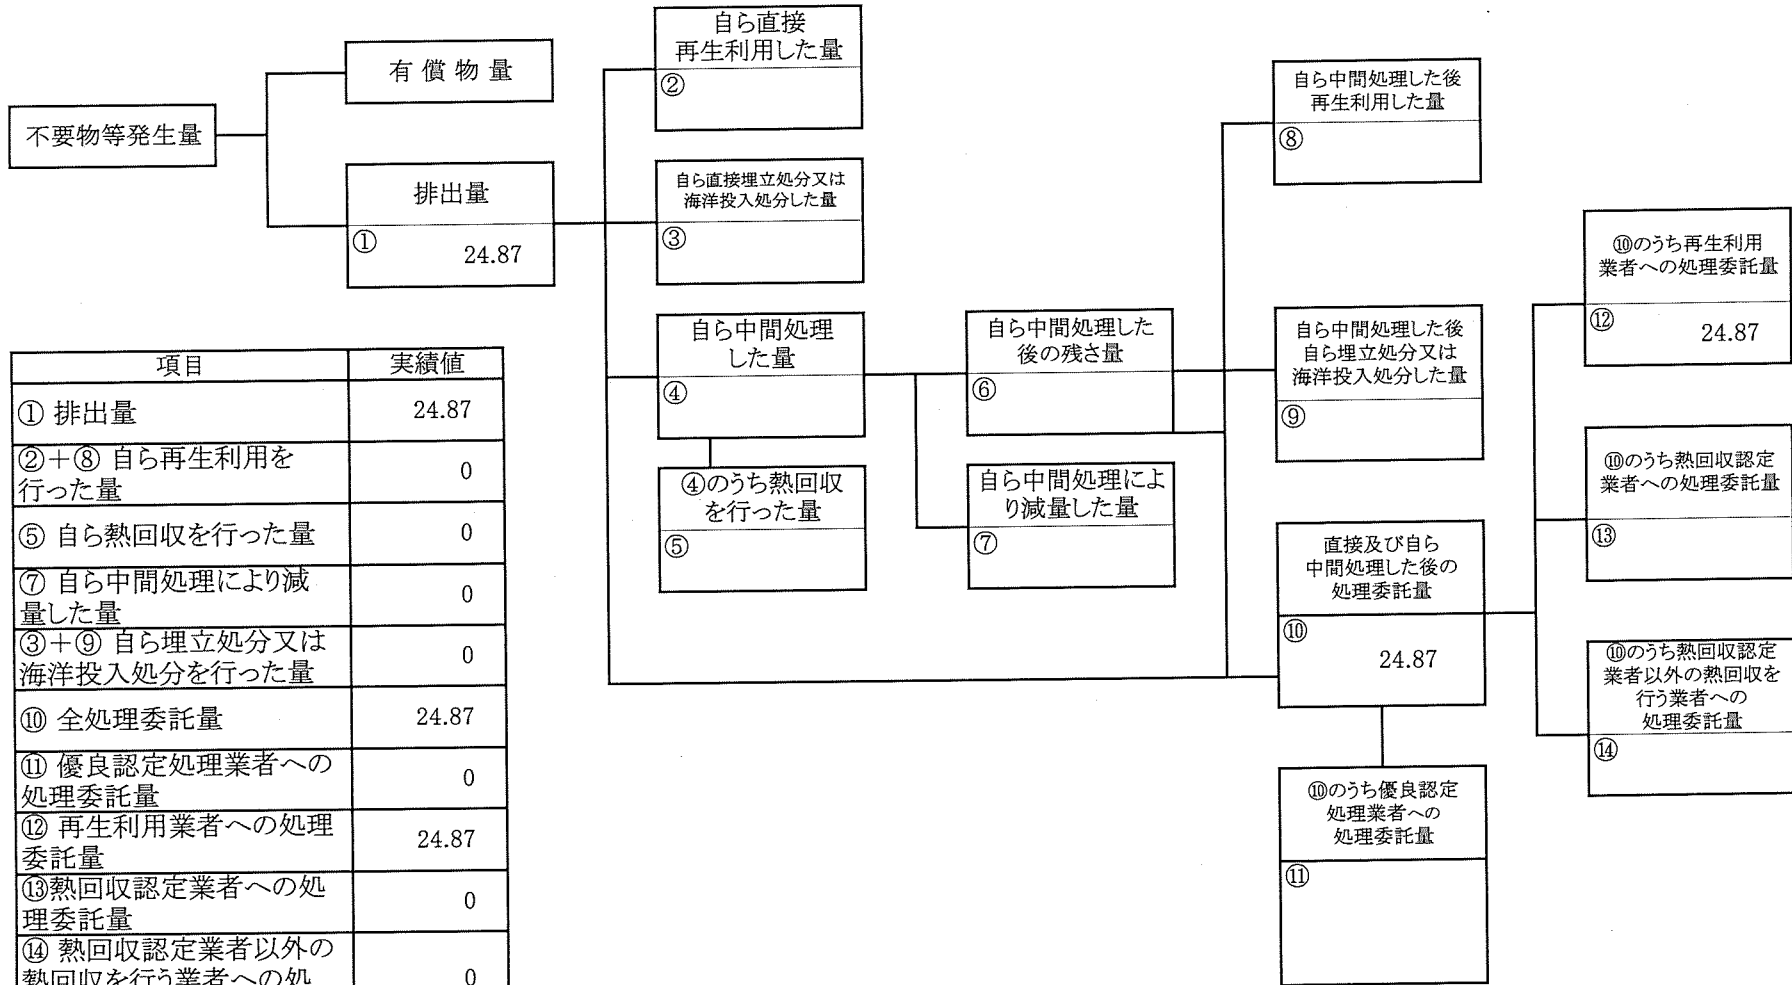 不要物等発生量
有償物量
排出量
①
24.87
自ら直接
再生利用した量
②
自ら直接埋立処分又は
海洋投入処分した量
③
自ら中間処理
した量
④
④のうち熱回収
を行った量
⑤
自ら中間処理した
後の残さ量
⑥
自ら中間処理によ
り減量した量
⑦
自ら中間処理した後
再生利用した量
⑧
自ら中間処理した後
自ら埋立処分又は
海洋投入処分した量
⑨
直接及び自ら
中間処理した後の
処理委託量
⑩
24.87
⑩のうち優良認定
処理業者への
処理委託量
⑪
⑩のうち再生利用
業者への処理委託量
⑫
24.87
⑩のうち熱回収認定
業者への処理委託量
⑬
⑩のうち熱回収認定
業者以外の熱回収を
行う業者への
処理委託量
⑭
項目 実績値
① 排出量 24.87
②+⑧ 自ら再生利用を
行った量 0
⑤ 自ら熱回収を行った量 0
⑦ 自ら中間処理により減
量した量 0
③+⑨ 自ら埋立処分又は
海洋投入処分を行った量 0
⑩ 全処理委託量 24.87
⑪ 優良認定処理業者への
処理委託量 0
⑫ 再生利用業者への処理
委託量 24.87
⑬熱回収認定業者への処
理委託量 0
⑭ 熱回収認定業者以外の
熱回収を行う業者への処 0